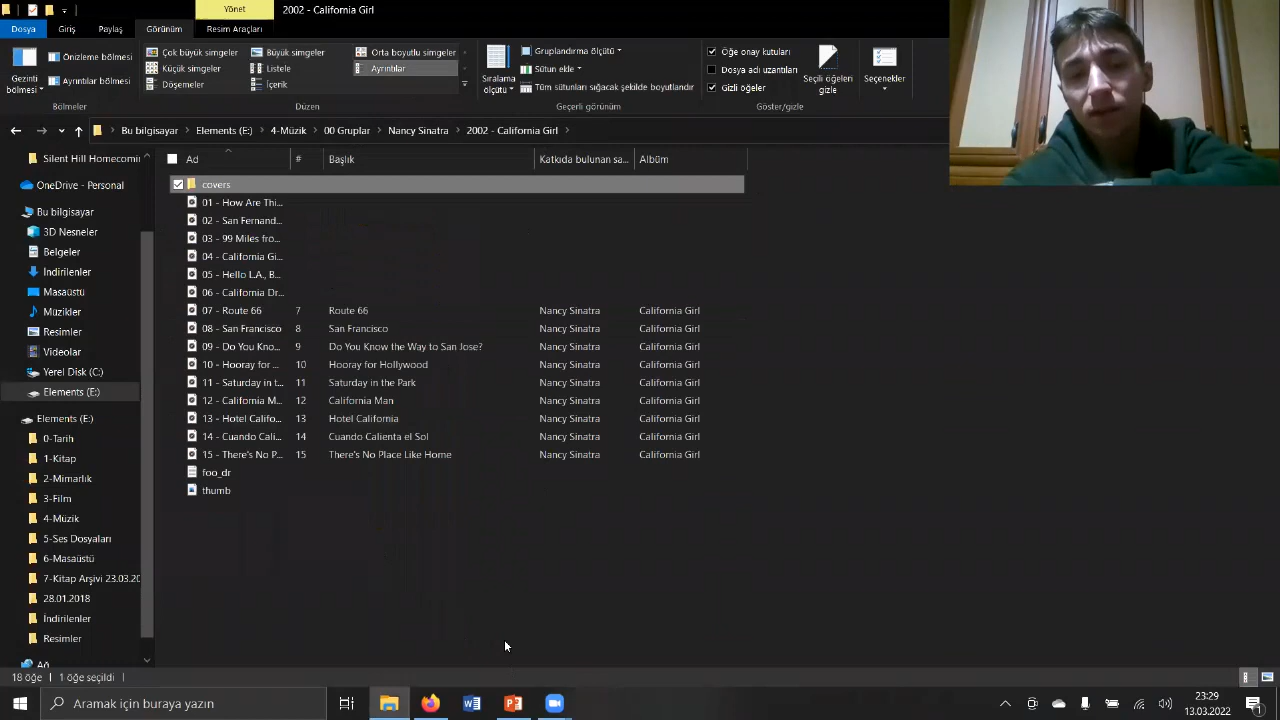 Yönet
2002 - California Girl
Dosya Giriş Paylaş Görünüm Resim Araçları
Gezinti bölmesi
Önizleme bölmesi
Ayrıntılar bölmesi
Bölmeler
Çok büyük simgeler Büyük simgeler Orta boyutlu simgeler
Küçük simgeler Listele Ayrıntılar
Döşemeler İçerik
Düzen
Sıralama ölçütü
Gruplandırma ölçütü
Sütun ekle
Tüm sütunları sığacak şekilde boyutlandır
Geçerli görünüm
Öğe onay kutuları
Dosya adı uzantıları
Gizli öğeler
Seçili öğeleri gizle
Göster/gizle
Seçenekler
Bu bilgisayar Elements (E:) 4-Müzik 00 Gruplar Nancy Sinatra 2002 - California Girl
Silent Hill Homecomin
OneDrive - Personal
Bu bilgisayar
3D Nesneler
Belgeler
İndirilenler
Masaüstü
Müzikler
Resimler
Videolar
Yerel Disk (C:)
Elements (E:)
Elements (E:)
0-Tarih
1-Kitap
2-Mimarlık
3-Film
4-Müzik
5-Ses Dosyaları
6-Masaüstü
7-Kitap Arşivi 23.03.20
28.01.2018
İndirilenler
Resimler
Ağ
Ad # Başlık Katkıda bulunan sa... Albüm
covers
01 - How Are Thi...
02 - San Fernand...
03 - 99 Miles fro...
04 - California Gi...
05 - Hello L.A., B...
06 - California Dr...
07 - Route 66 7 Route 66 Nancy Sinatra California Girl
08 - San Francisco 8 San Francisco Nancy Sinatra California Girl
09 - Do You Kno... 9 Do You Know the Way to San Jose? Nancy Sinatra California Girl
10 - Hooray for ... 10 Hooray for Hollywood Nancy Sinatra California Girl
11 - Saturday in t... 11 Saturday in the Park Nancy Sinatra California Girl
12 - California M... 12 California Man Nancy Sinatra California Girl
13 - Hotel Califo... 13 Hotel California Nancy Sinatra California Girl
14 - Cuando Cali... 14 Cuando Calienta el Sol Nancy Sinatra California Girl
15 - There's No P... 15 There's No Place Like Home Nancy Sinatra California Girl
foo_dr
thumb
18 öğe 1 öğe seçildi
Aramak için buraya yazın
23:29
13.03.2022
1